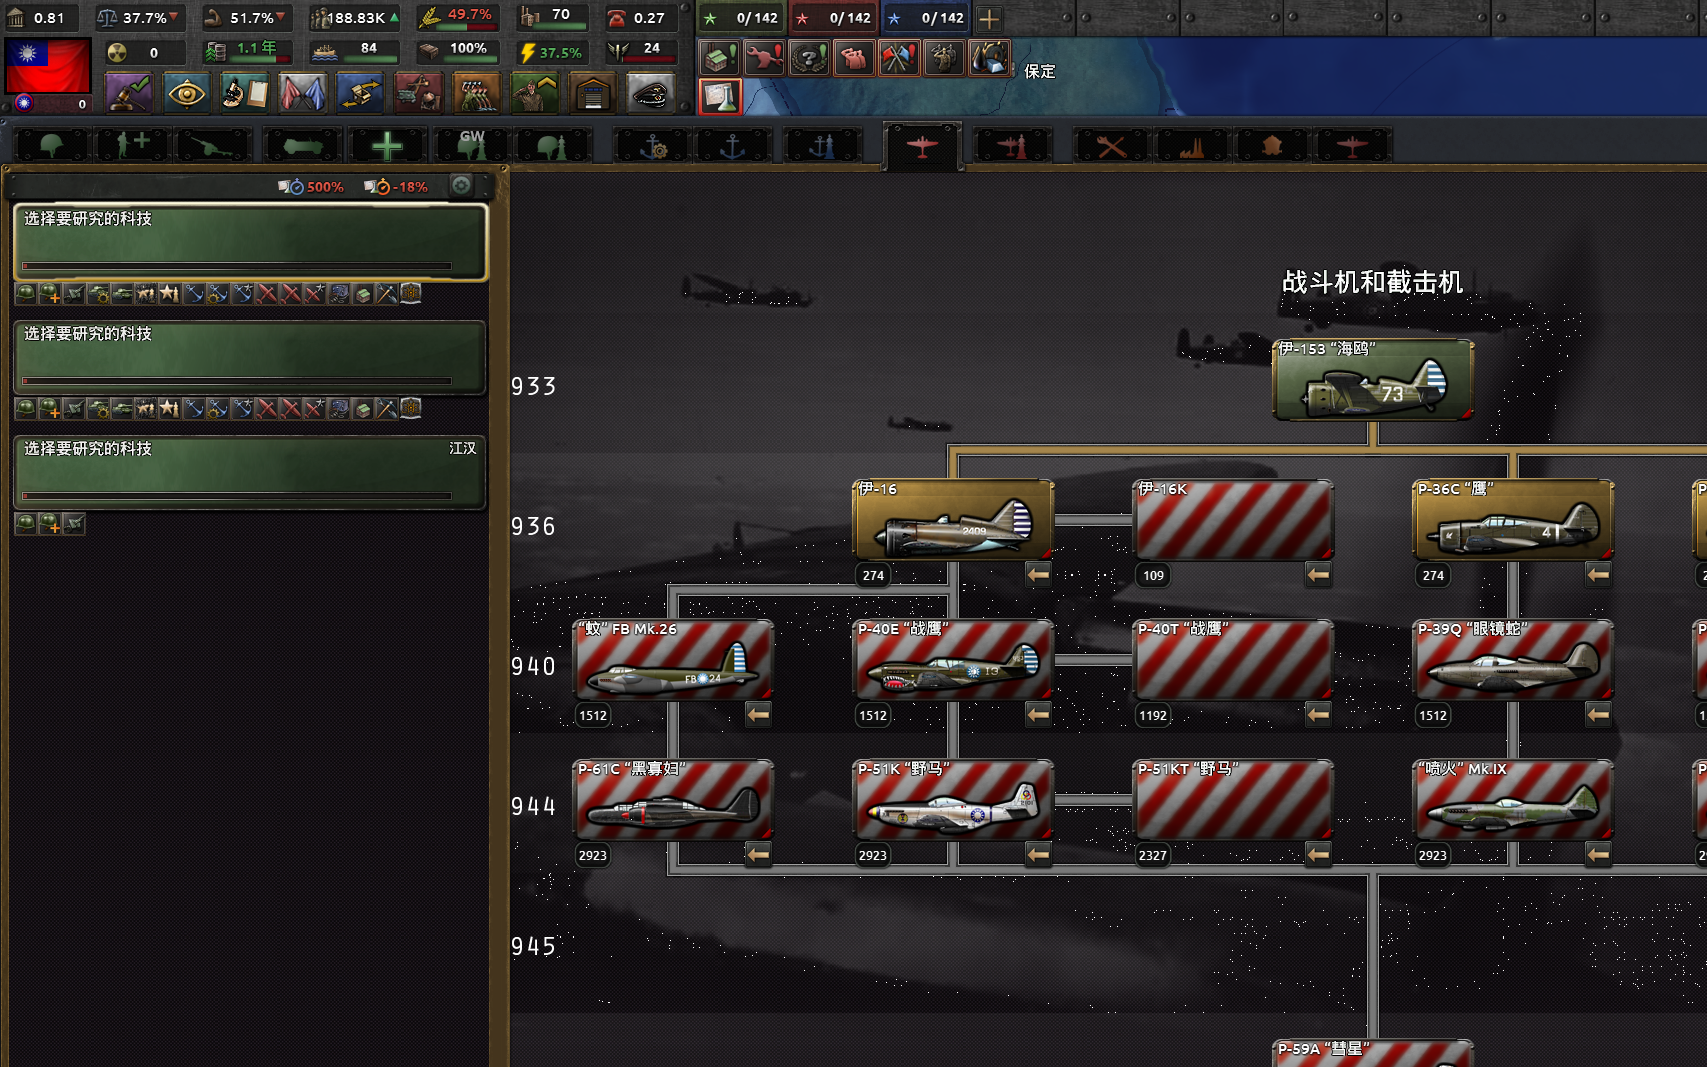 0.81 37.7% 51.7% 188.83K 49.7% 70 0.27 0/142 0/142 0/142
0 1.1 年 84 100% 37.5% 24
0
保定
GW
500% -18%
选择要研究的科技
选择要研究的科技
选择要研究的科技 江汉
战斗机和截击机
933
伊-153 “海鸥”
73
936
伊-16
2409
274
伊-16K
109
P-36C “鹰”
4
274
940
“蚊” FB Mk.26
FB 24
1512
P-40E “战鹰”
13
1512
P-40T “战鹰”
1192
P-39Q “眼镜蛇”
1512
944
P-61C “黑寡妇”
2923
P-51K “野马”
2923
P-51KT “野马”
2327
“喷火” Mk.IX
2923
945
P-59A “彗星”